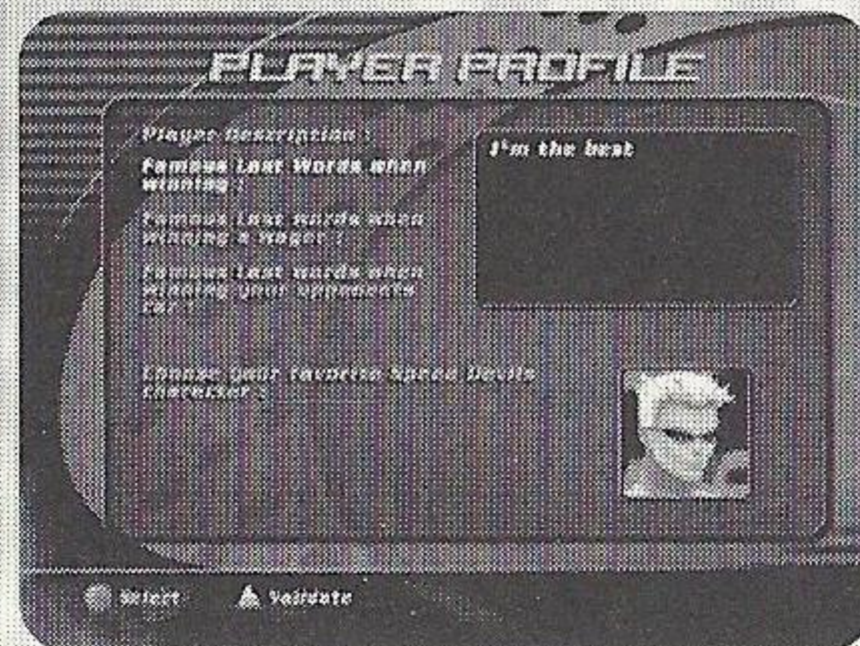 PLAYER PROFILE
Player Description :
Famous Last Words when
winning :
Famous Last words when
winning a wager :
Famous Last words when
winning your opponents
car :
I'm the best
Choose your favorite Speed Devils
character :
Select
Validate